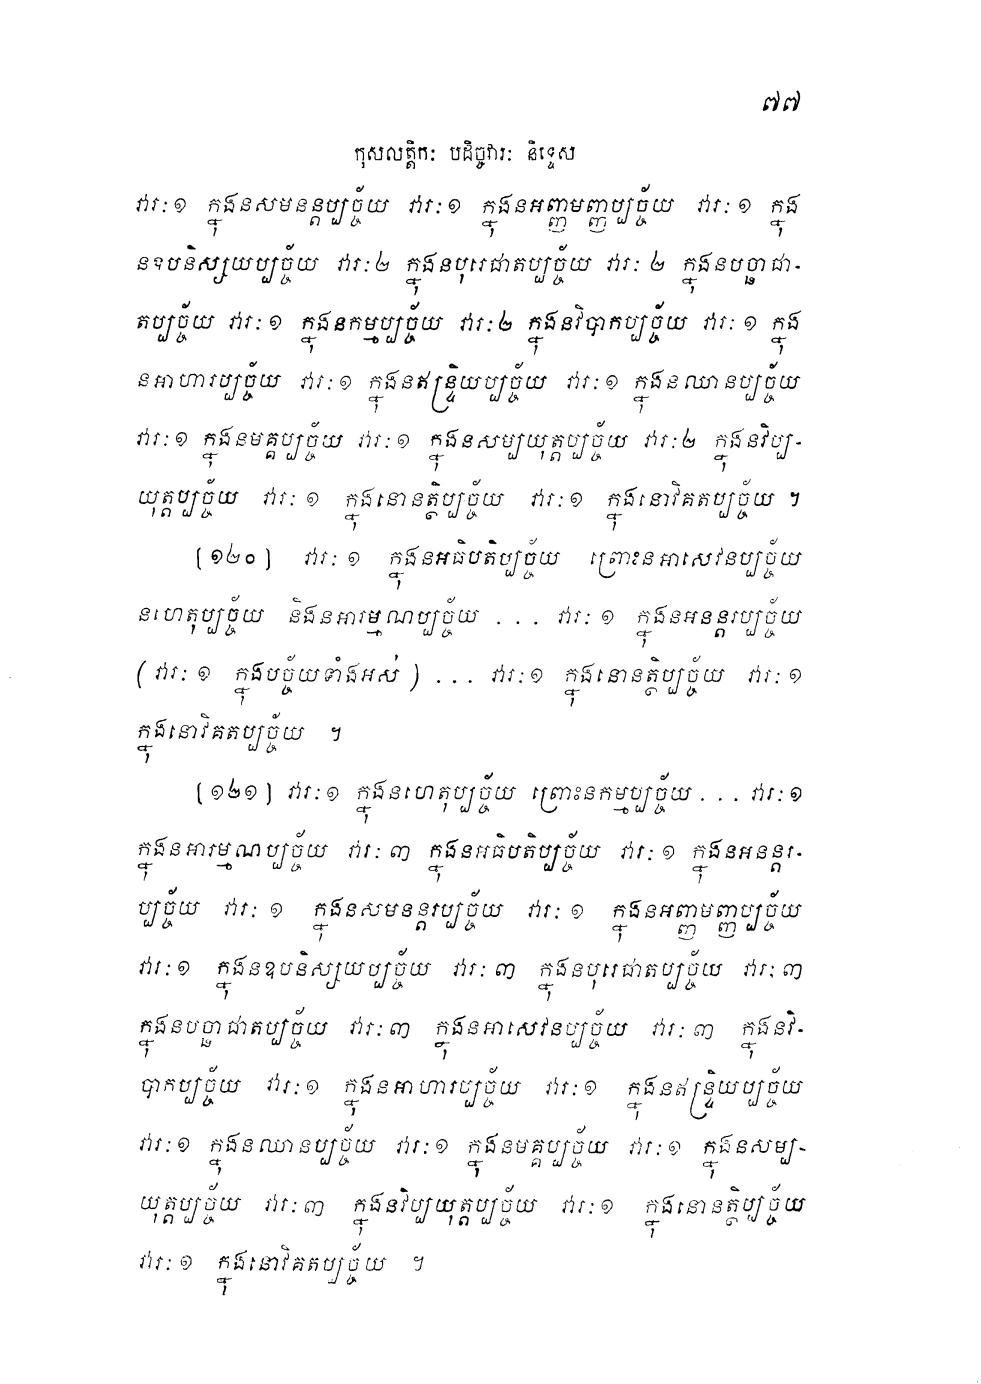 ៧៧
កុសលត្តិកៈ បដិច្ចវារៈ និទ្ទេស
វារៈ១ ក្នុងនសមនន្តប្បច្ច័យ វារៈ១ ក្នុងនអញ្ញមញ្ញប្បច្ច័យ វារៈ១ ក្នុង
នឧបនិស្សយប្បច្ច័យ វារៈ២ ក្នុងនបុរេជាតប្បច្ច័យ វារៈ២ ក្នុងនបច្ឆាជា-
តប្បច្ច័យ វារៈ១ ក្នុងនកម្មប្បច្ច័យ វារៈ២ ក្នុងនវិបាកប្បច្ច័យ វារៈ១ ក្នុង
នអាហារប្បច្ច័យ វារៈ១ ក្នុងនឥន្ទ្រិយប្បច្ច័យ វារៈ១ ក្នុងនឈានប្បច្ច័យ
វារៈ១ ក្នុងនមគ្គប្បច្ច័យ វារៈ១ ក្នុងនសម្បយុត្តប្បច្ច័យ វារៈ២ ក្នុងនវិប្ប-
យុត្តប្បច្ច័យ វារៈ១ ក្នុងនោនត្ថិប្បច្ច័យ វារៈ១ ក្នុងនោវិគតប្បច្ច័យ ។
(១២០) វារៈ១ ក្នុងនអធិបតិប្បច្ច័យ ព្រោះនអាសេវនប្បច្ច័យ
នហេតុប្បច្ច័យ និងនអារម្មណប្បច្ច័យ ... វារៈ១ ក្នុងនអនន្តរប្បច្ច័យ
(វារៈ១ ក្នុងបច្ច័យទាំងអស់) ... វារៈ១ ក្នុងនោនត្ថិប្បច្ច័យ វារៈ១
ក្នុងនោវិគតប្បច្ច័យ ។
(១២១) វារៈ១ ក្នុងនហេតុប្បច្ច័យ ព្រោះនកម្មប្បច្ច័យ ... វារៈ១
ក្នុងនអារម្មណប្បច្ច័យ វារៈ៣ ក្នុងនអធិបតិប្បច្ច័យ វារៈ១ ក្នុងនអនន្តរ-
ប្បច្ច័យ វារៈ១ ក្នុងនសមនន្តរប្បច្ច័យ វារៈ១ ក្នុងនអញ្ញមញ្ញប្បច្ច័យ
វារៈ១ ក្នុងនឧបនិស្សយប្បច្ច័យ វារៈ៣ ក្នុងនបុរេជាតប្បច្ច័យ វារៈ៣
ក្នុងនបច្ឆាជាតប្បច្ច័យ វារៈ៣ ក្នុងនអាសេវនប្បច្ច័យ វារៈ៣ ក្នុងនវិ-
បាកប្បច្ច័យ វារៈ១ ក្នុងនអាហារប្បច្ច័យ វារៈ១ ក្នុងនឥន្ទ្រិយប្បច្ច័យ
វារៈ១ ក្នុងនឈានប្បច្ច័យ វារៈ១ ក្នុងនមគ្គប្បច្ច័យ វារៈ១ ក្នុងនសម្ប-
យុត្តប្បច្ច័យ វារៈ៣ ក្នុងនវិប្បយុត្តប្បច្ច័យ វារៈ១ ក្នុងនោនត្ថិប្បច្ច័យ
វារៈ១ ក្នុងនោវិគតប្បច្ច័យ ។